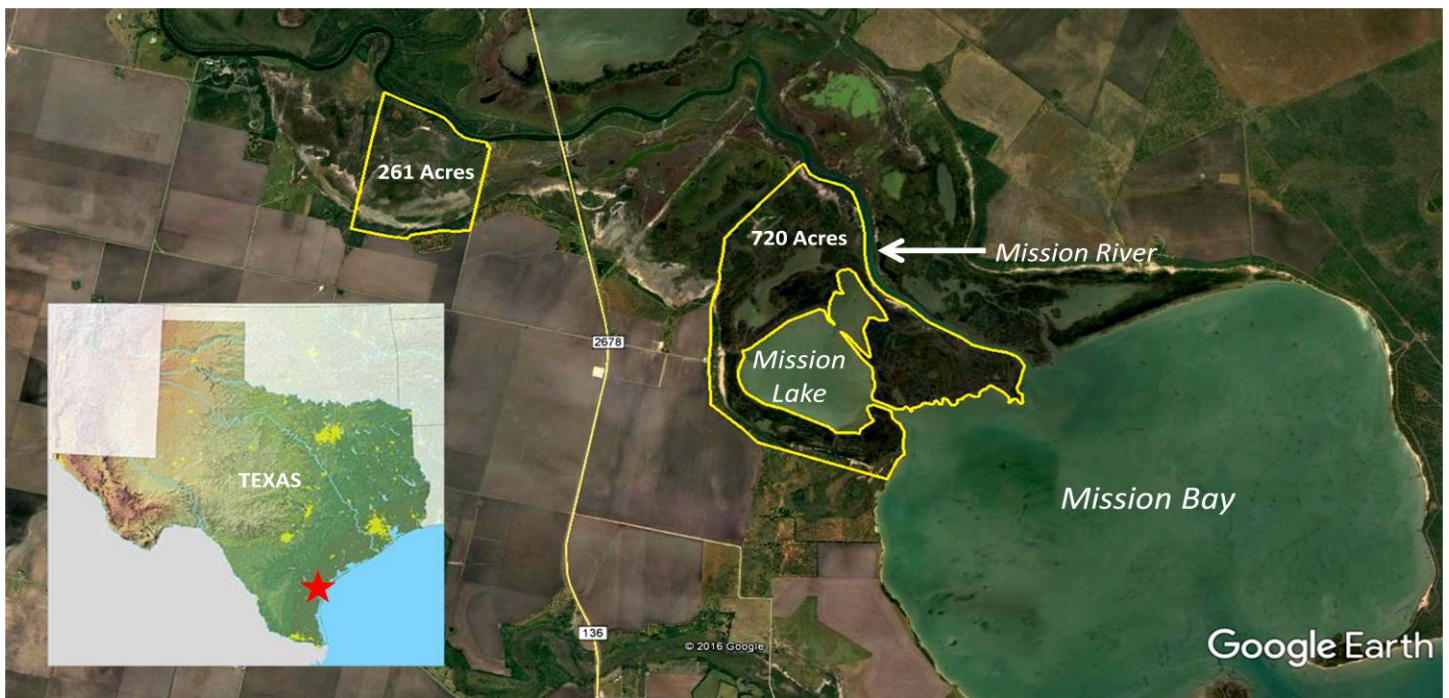 261 Acres
720 Acres
Mission River
2678
Mission
Lake
TEXAS
Mission Bay
136
© 2016 Google
Google Earth